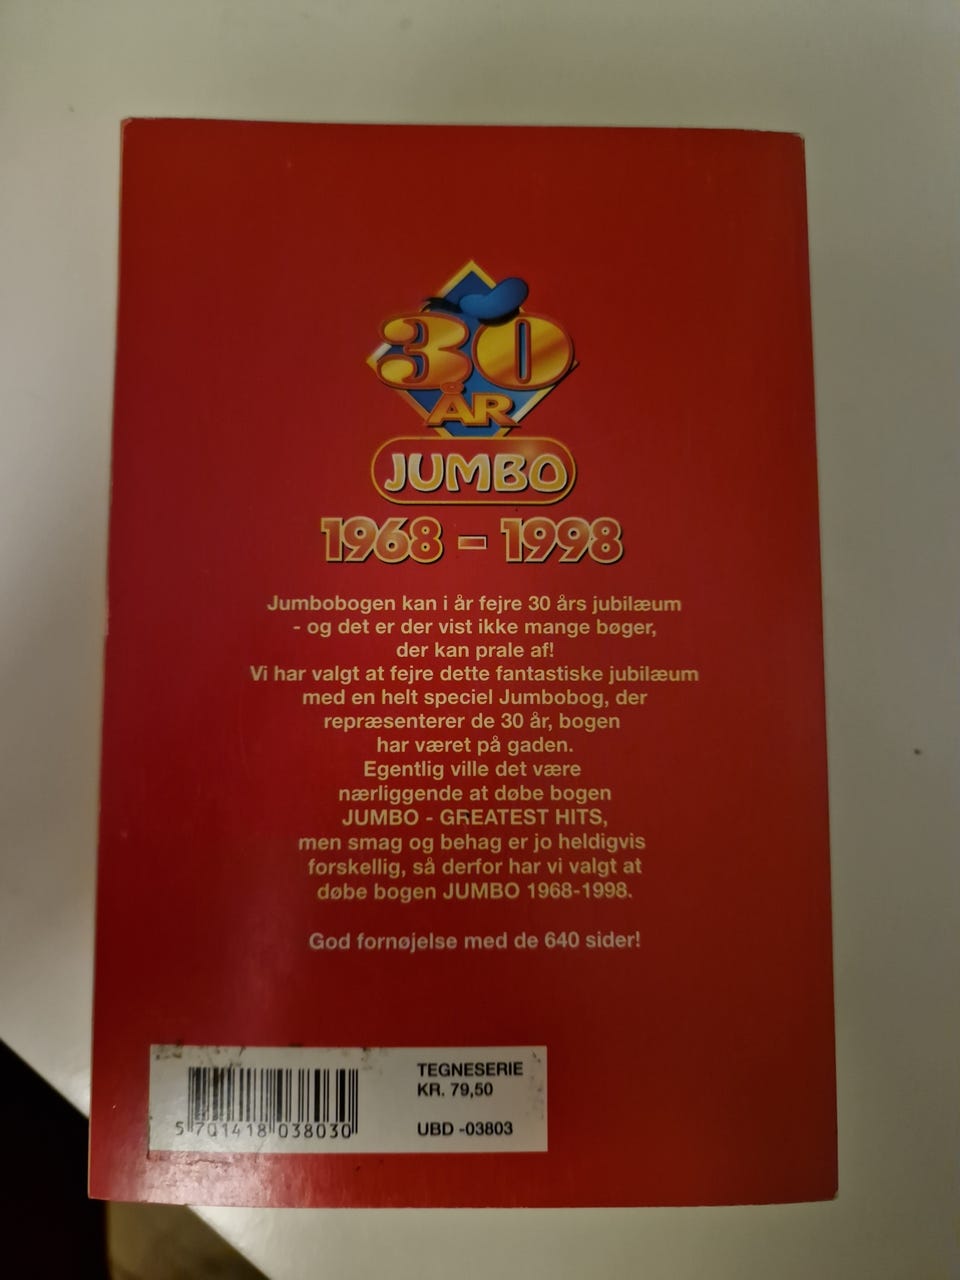 30
ÅR
JUMBO
1968 - 1998
Jumbobogen kan i år fejre 30 års jubilæum
- og det er der vist ikke mange bøger,
der kan prale af!
Vi har valgt at fejre dette fantastiske jubilæum
med en helt speciel Jumbobog, der
repræsenterer de 30 år, bogen
har været på gaden.
Egentlig ville det være
nærliggende at døbe bogen
JUMBO - GREATEST HITS,
men smag og behag er jo heldigvis
forskellig, så derfor har vi valgt at
døbe bogen JUMBO 1968-1998.
God fornøjelse med de 640 sider!
TEGNESERIE
KR. 79,50
UBD -03803
5 701418 038030